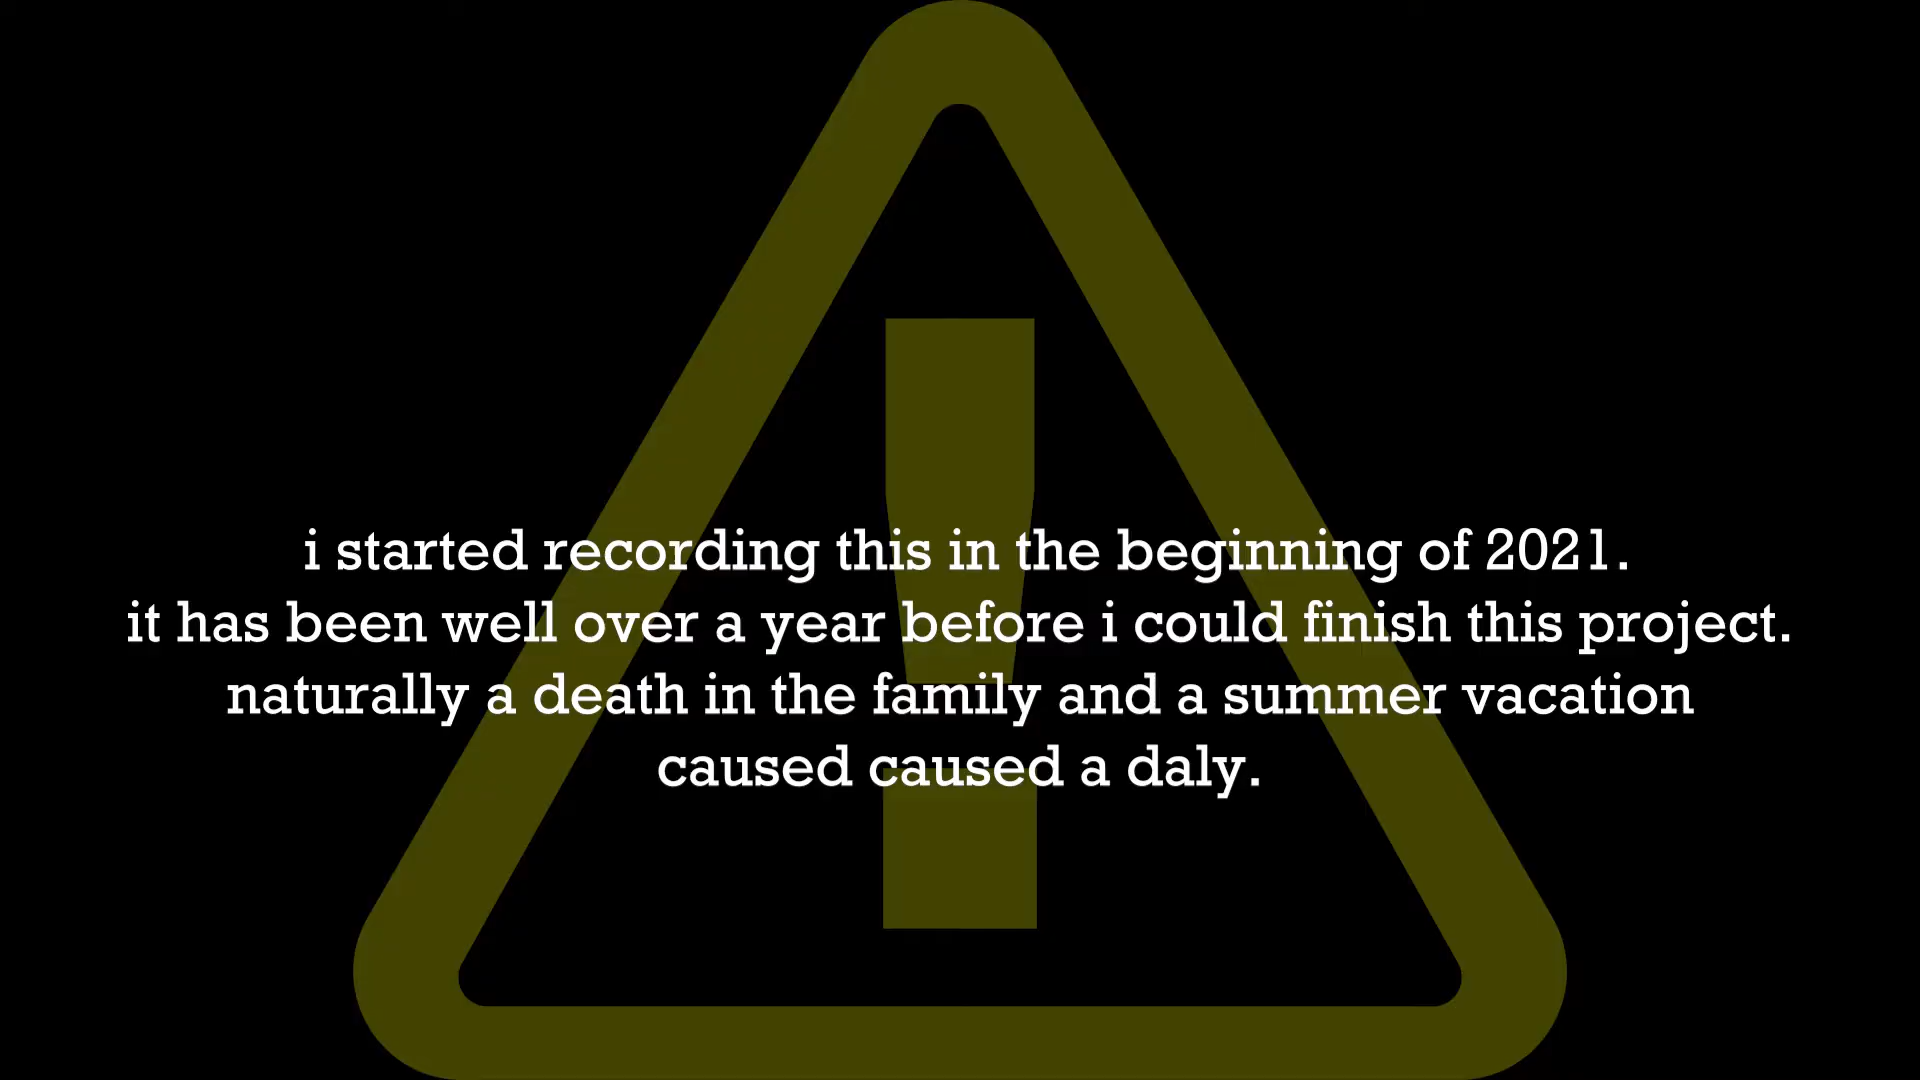 i started recording this in the beginning of 2021.
it has been well over a year before i could finish this project.
naturally a death in the family and a summer vacation
caused caused a daly.